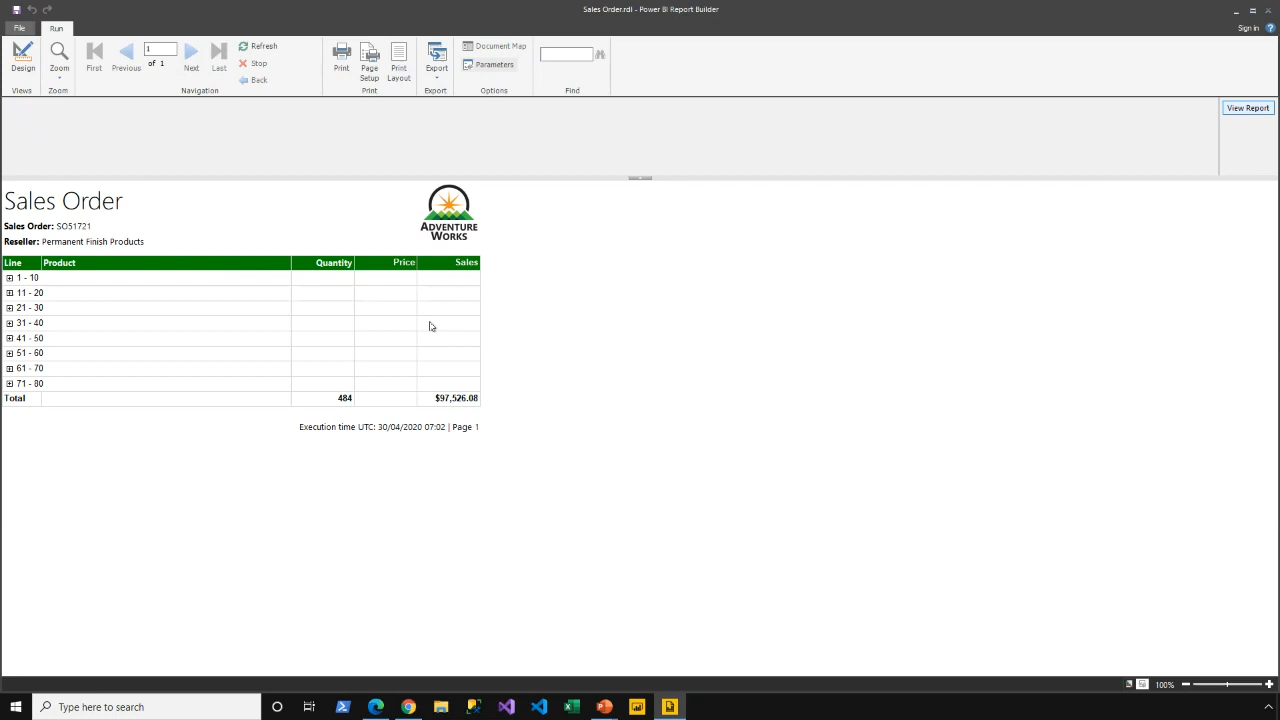 Sales Order.rdl - Power BI Report Builder
File Run Sign in ?
Design Zoom First Previous 1 of 1 Next Last Refresh Stop Back Print Page Setup Print Layout Export Document Map Parameters
Views Zoom Navigation Print Export Options Find
View Report
Sales Order
Sales Order: SO51721
Reseller: Permanent Finish Products
ADVENTURE
WORKS
Line Product Quantity Price Sales
1 - 10
11 - 20
21 - 30
31 - 40
41 - 50
51 - 60
61 - 70
71 - 80
Total 484 $97,526.08
Execution time UTC: 30/04/2020 07:02 | Page 1
100%
Type here to search